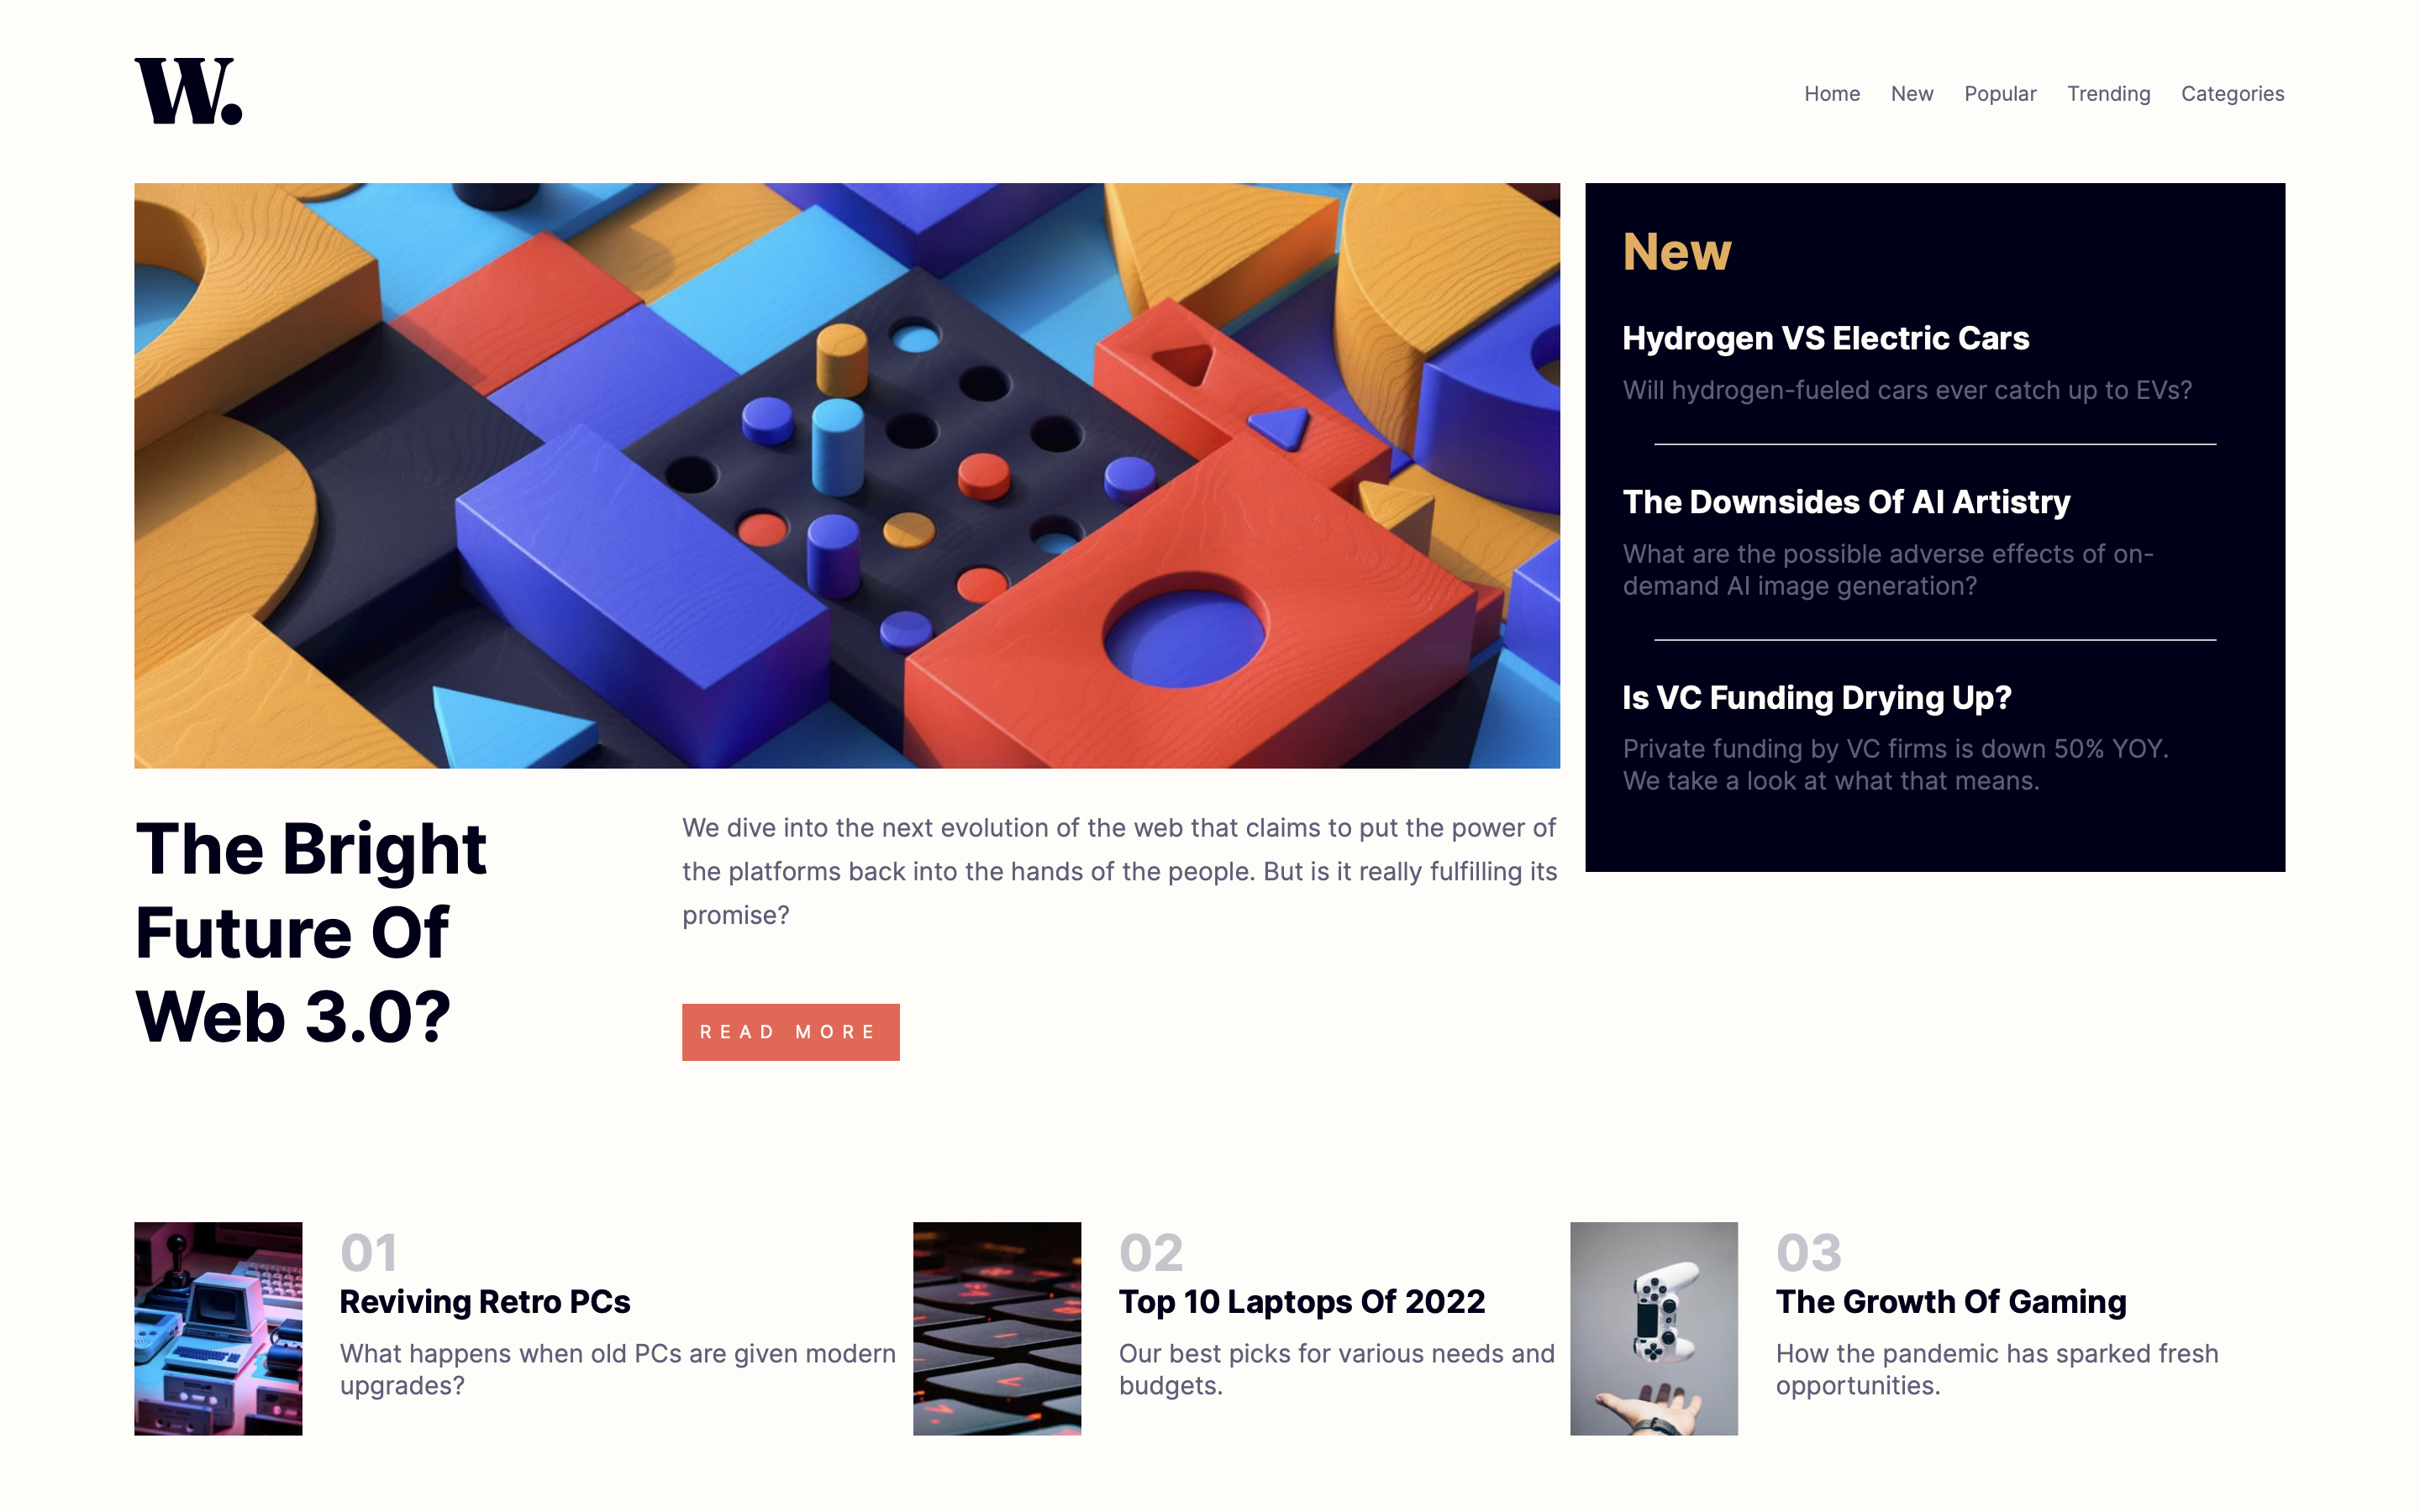 W.
Home New Popular Trending Categories
New
Hydrogen VS Electric Cars
Will hydrogen-fueled cars ever catch up to EVs?
The Downsides Of AI Artistry
What are the possible adverse effects of on-
demand AI image generation?
Is VC Funding Drying Up?
Private funding by VC firms is down 50% YOY.
We take a look at what that means.
The Bright
Future Of
Web 3.0?
We dive into the next evolution of the web that claims to put the power of
the platforms back into the hands of the people. But is it really fulfilling its
promise?
READ MORE
01
Reviving Retro PCs
What happens when old PCs are given modern
upgrades?
02
Top 10 Laptops Of 2022
Our best picks for various needs and
budgets.
03
The Growth Of Gaming
How the pandemic has sparked fresh
opportunities.